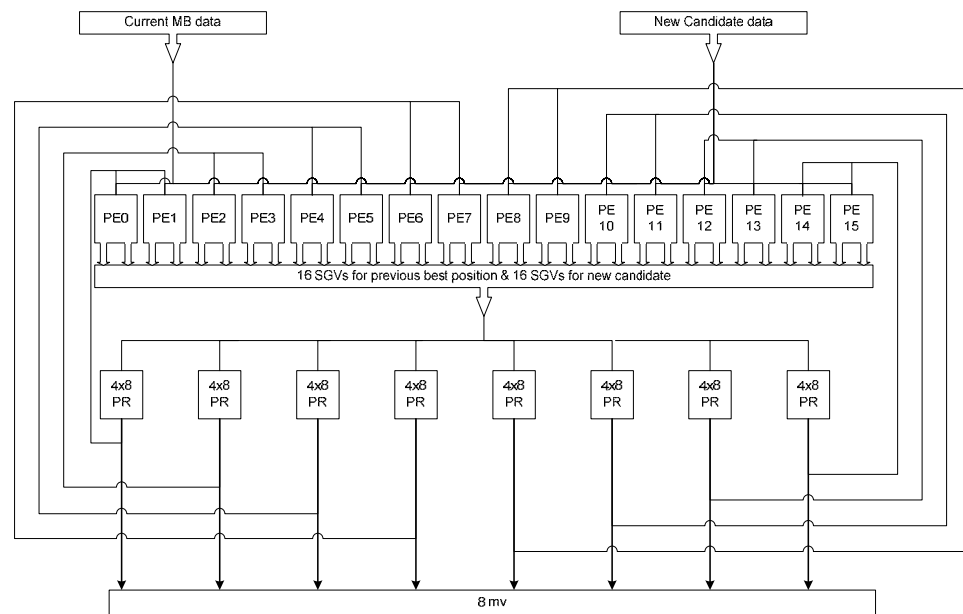 Current MB data
New Candidate data
PE0
PE1
PE2
PE3
PE4
PE5
PE6
PE7
PE8
PE9
PE
10
PE
11
PE
12
PE
13
PE
14
PE
15
16 SGVs for previous best position & 16 SGVs for new candidate
4x8
PR
4x8
PR
4x8
PR
4x8
PR
4x8
PR
4x8
PR
4x8
PR
4x8
PR
8 mv